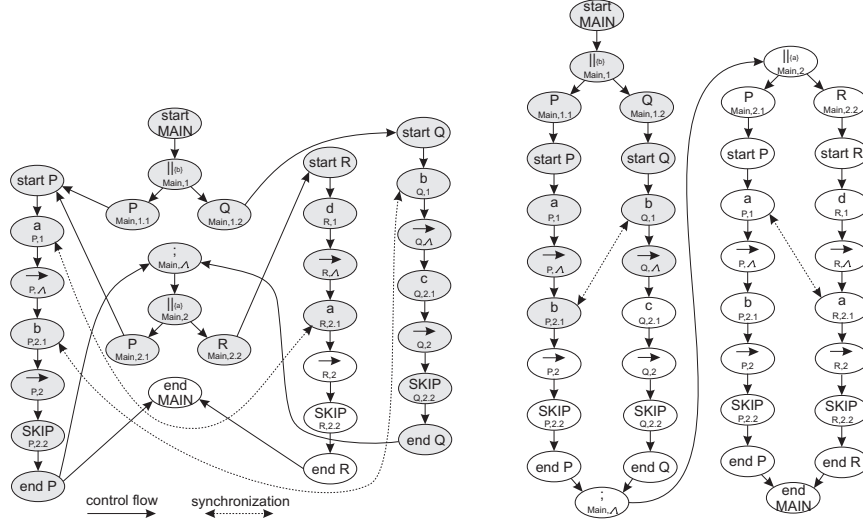 start
MAIN
||{b}
Main,1
P
Main,1.1
Q
Main,1.2
start P
a
P,1
P,Λ
b
P,2.1
P,2
SKIP
P,2.2
end P
;
Main,Λ
||{a}
Main,2
P
Main,2.1
R
Main,2.2
end
MAIN
start R
d
R,1
R,Λ
a
R,2.1
R,2
SKIP
R,2.2
end R
start Q
b
Q,1
Q,Λ
c
Q,2.1
Q,2
SKIP
Q,2.2
end Q
control flow
synchronization
start
MAIN
||{b}
Main,1
P
Main,1.1
Q
Main,1.2
start P
start Q
a
P,1
b
Q,1
P,Λ
Q,Λ
b
P,2.1
c
Q,2.1
P,2
Q,2
SKIP
P,2.2
SKIP
Q,2.2
end P
end Q
;
Main,Λ
||{a}
Main,2
P
Main,2.1
R
Main,2.2
start P
start R
a
P,1
d
R,1
P,Λ
R,Λ
b
P,2.1
a
R,2.1
P,2
R,2
SKIP
P,2.2
SKIP
R,2.2
end P
end R
end
MAIN